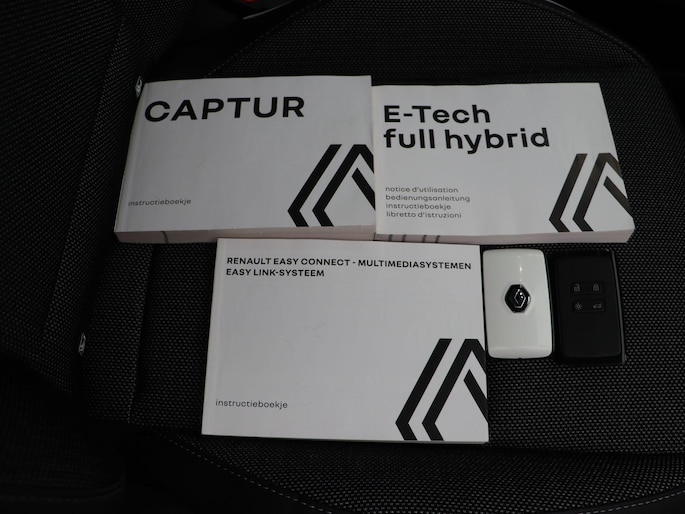 CAPTUR
instructieboekje
E-Tech
full hybrid
notice d'utilisation
bedienungsanleitung
instructieboekje
libretto d'istruzioni
RENAULT EASY CONNECT - MULTIMEDIASYSTEMEN
EASY LINK-SYSTEEM
instructieboekje